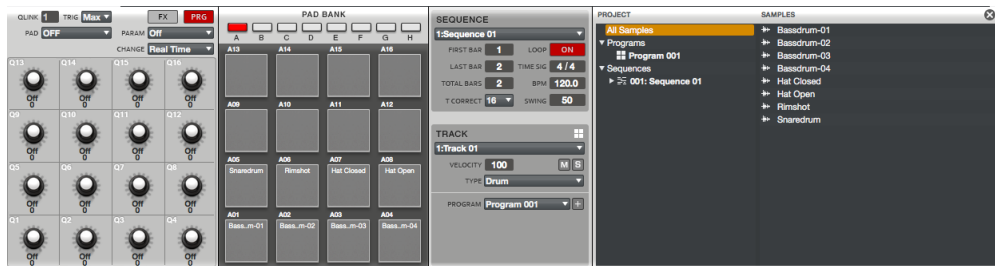 QLINK 1 TRIG Max FX PRG
PAD OFF PARAM Off
CHANGE Real Time
Q13 Q14 Q15 Q16
Off Off Off Off
0 0 0 0
Q9 Q10 Q11 Q12
Off Off Off Off
0 0 0 0
Q5 Q6 Q7 Q8
Off Off Off Off
0 0 0 0
Q1 Q2 Q3 Q4
Off Off Off Off
0 0 0 0
PAD BANK
A B C D E F G H
A13 A14 A15 A16
A09 A10 A11 A12
A05 A06 A07 A08
Snaredrum Rimshot Hat Closed Hat Open
A01 A02 A03 A04
Bass..m-01 Bass..m-02 Bass..m-03 Bass..m-04
SEQUENCE
1:Sequence 01
FIRST BAR 1 LOOP ON
LAST BAR 2 TIME SIG 4 / 4
TOTAL BARS 2 BPM 120.0
T CORRECT 16 SWING 50
TRACK
1:Track 01
VELOCITY 100 M S
TYPE Drum
PROGRAM Program 001 +
PROJECT
All Samples
Programs
Program 001
Sequences
001: Sequence 01
SAMPLES
Bassdrum-01
Bassdrum-02
Bassdrum-03
Bassdrum-04
Hat Closed
Hat Open
Rimshot
Snaredrum